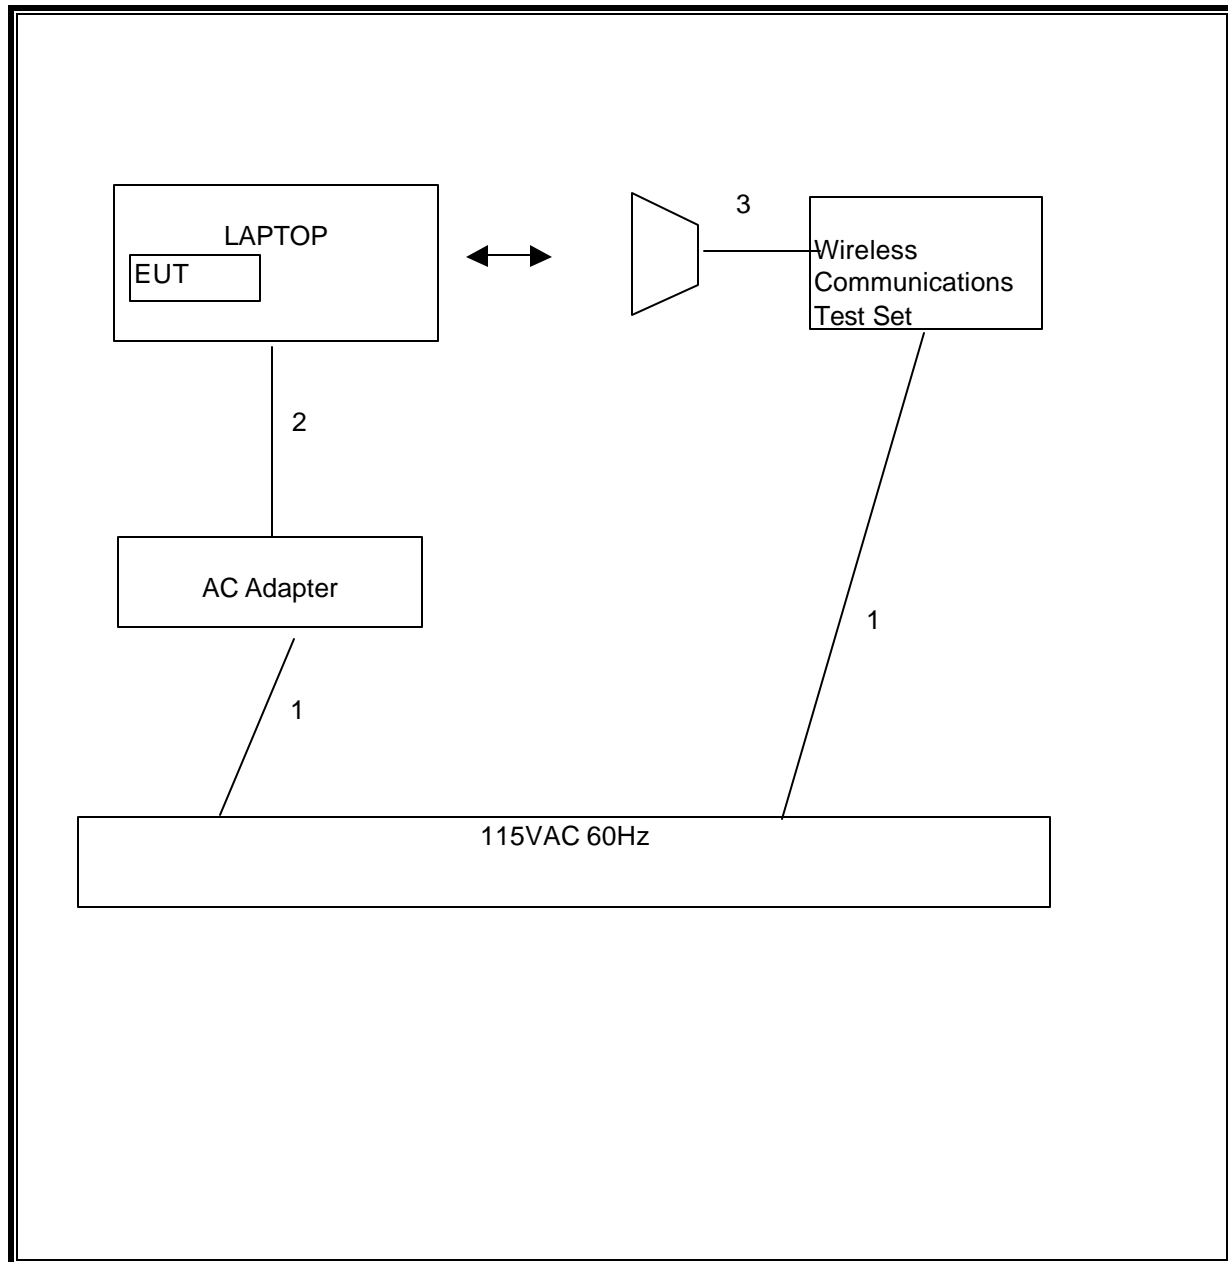 3
LAPTOP
EUT
Wireless
Communications
Test Set
2
AC Adapter
1
1
115VAC 60Hz